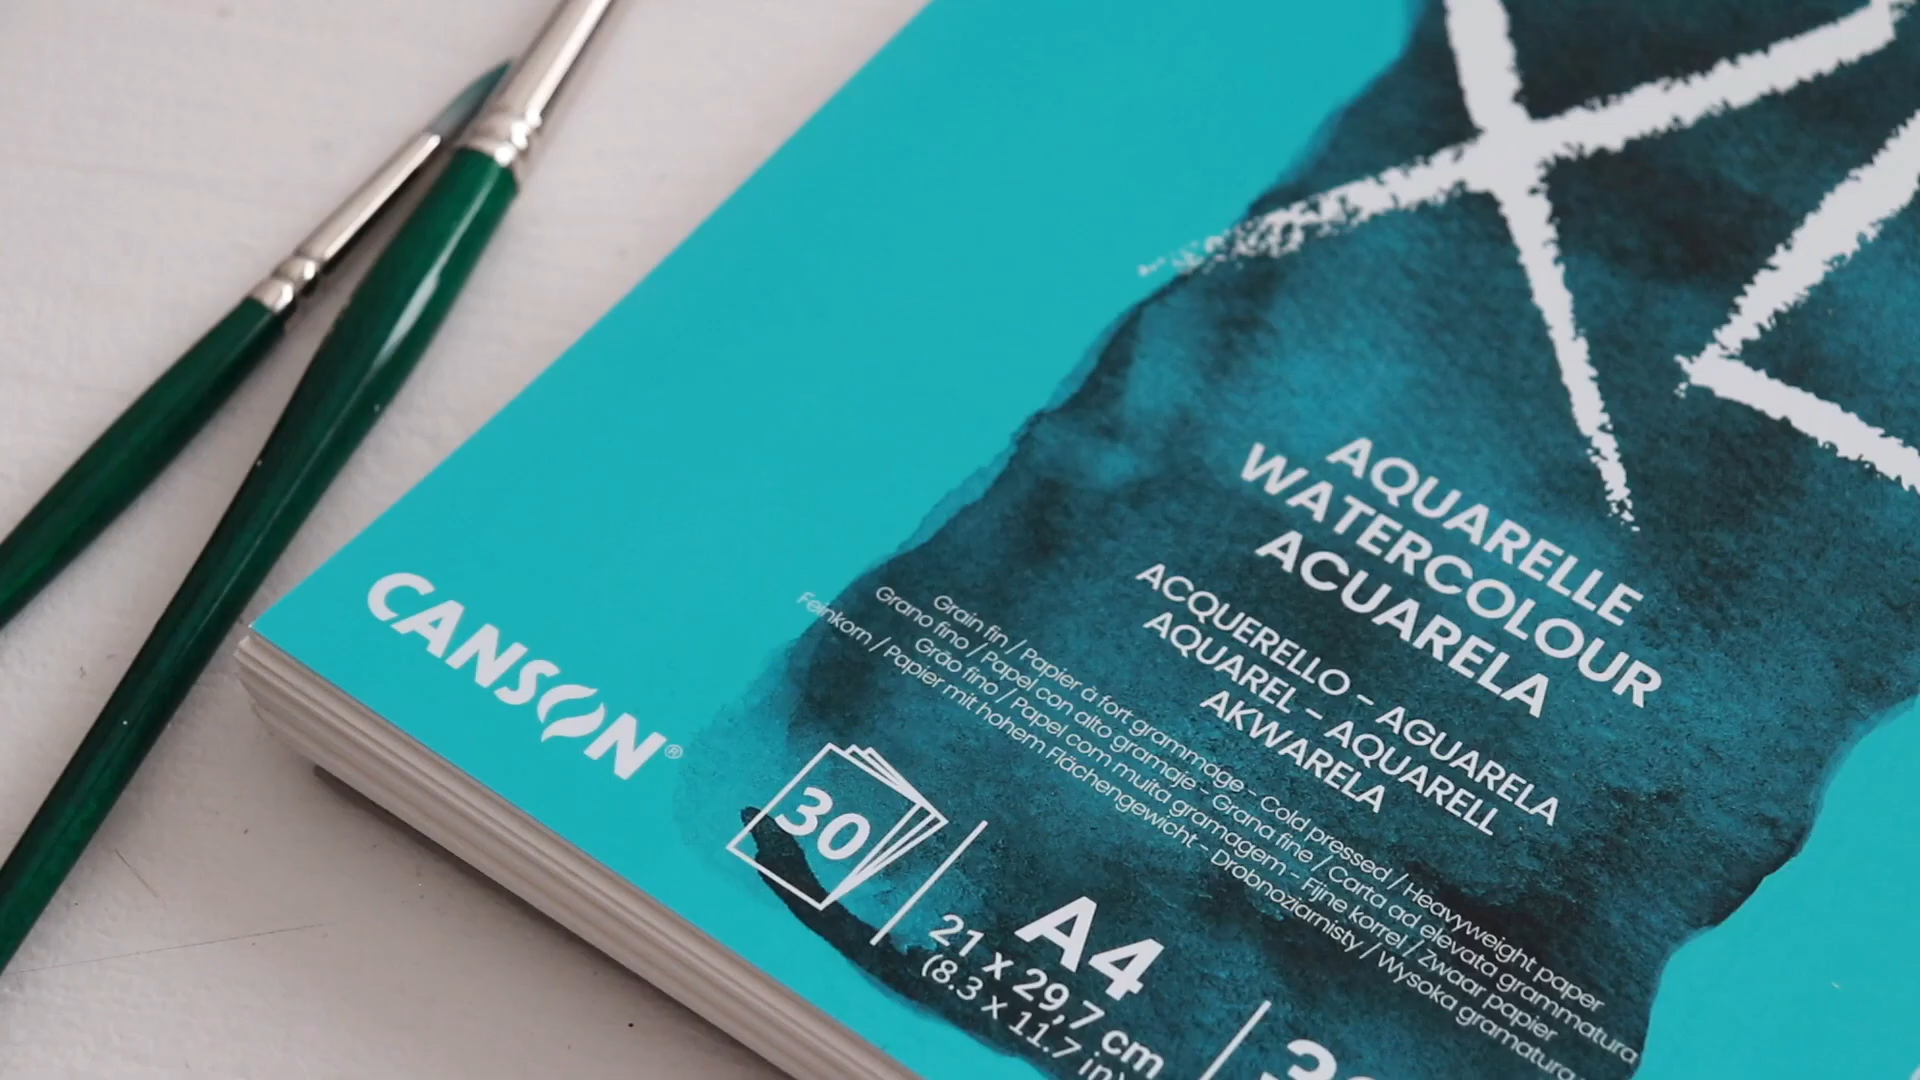 AQUARELLE
WATERCOLOUR
ACUARELA
ACQUERELLO – AGUARELA
AQUAREL – AQUARELL
AKWARELA
Grain fin / Papier à fort grammage - Cold pressed / Heavyweight paper
Grano fino / Papel con alto gramaje - Grana fine / Carta ad elevata grammatura
Grão fino / Papel com muita gramagem - Fijne korrel / Zwaar papier
Feinkorn / Papier mit hohem Flächengewicht - Drobnoziarnisty / Wysoka gramatura
CANSON®
30
A4
21 x 29,7 cm
(8.3 x 11.7 in)